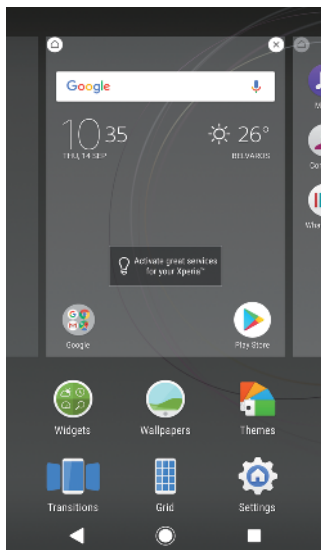 Google
10 35
THU, 14 SEP
26°
BELVÁROS
Activate great services
for your Xperia™
Google
Play Store
Widgets
Wallpapers
Themes
Transitions
Grid
Settings